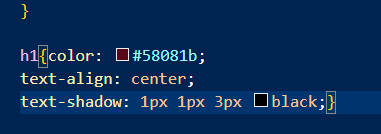 }
h1{color: #58081b;
text-align: center;
text-shadow: 1px 1px 3px black;}